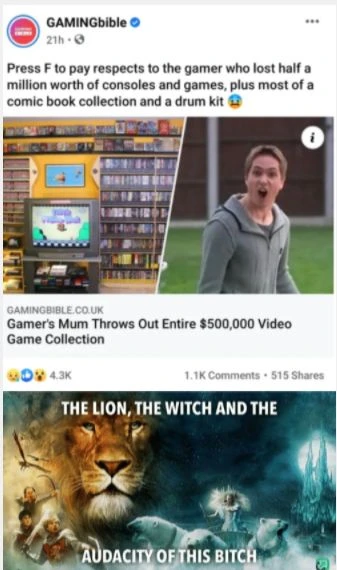 GAMINGbible
21h
Press F to pay respects to the gamer who lost half a
million worth of consoles and games, plus most of a
comic book collection and a drum kit
i
GAMINGBIBLE.CO.UK
Gamer's Mum Throws Out Entire $500,000 Video
Game Collection
4.3K
1.1K Comments • 515 Shares
THE LION, THE WITCH AND THE
AUDACITY OF THIS BITCH